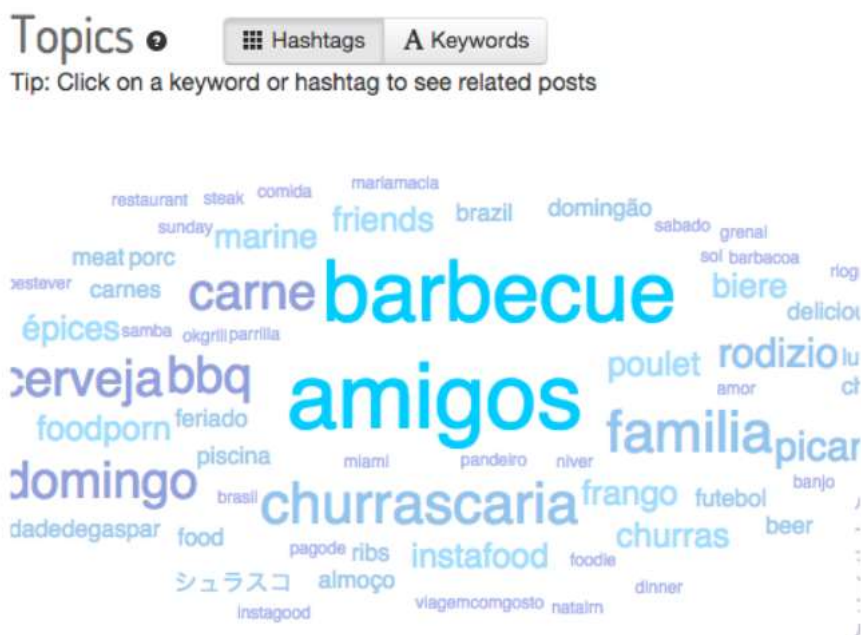 Topics ?
Hashtags A Keywords
Tip: Click on a keyword or hashtag to see related posts
restaurant steak comida mariamacia
sunday marine friends brazil domingão sabado grenal
meat porc sol barbacoa
carnes carne barbecue biere
épices samba okgrill parrilla
cerveja bbq amigos poulet rodizio
amor
foodporn feriado familia
domingo piscina miami pandeiro niver
brasil churrascaria frango futebol banjo
dadedegaspar food churras beer
pagode ribs instafood foodie
シュラスコ almoço dinner
instagood viagemcomgosto natalrn